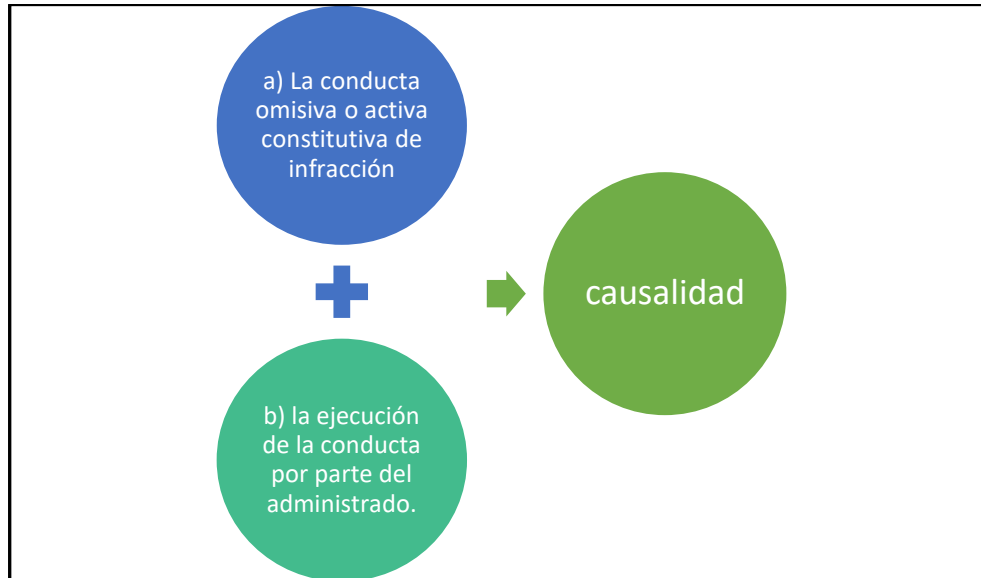 a) La conducta
omisiva o activa
constitutiva de
infracción
causalidad
b) la ejecución
de la conducta
por parte del
administrado.